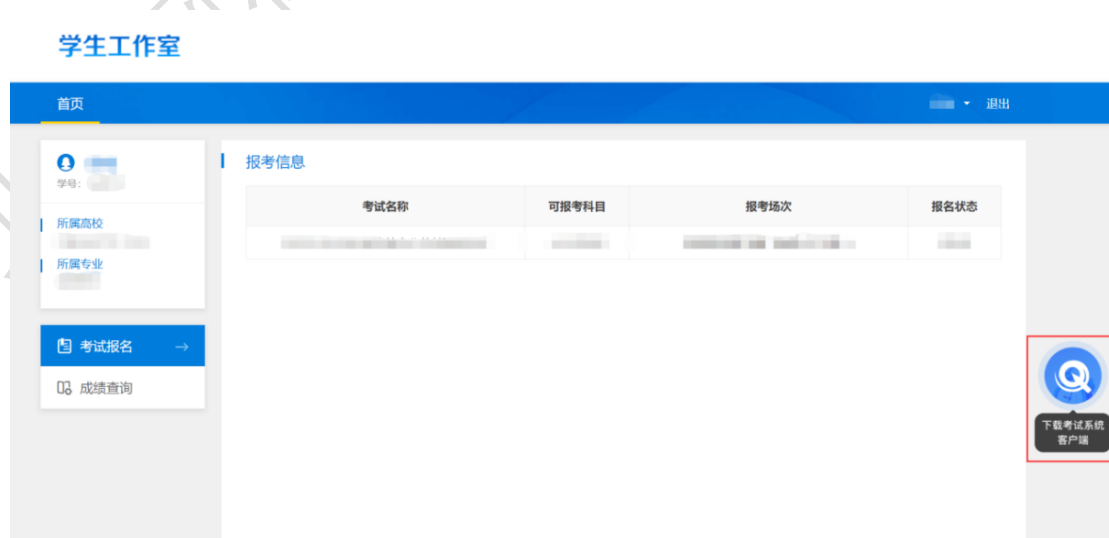 学生工作室
首页
退出
学号:
所属高校
所属专业
考试报名
成绩查询
报考信息
考试名称 可报考科目 报考场次 报名状态
下载考试系统
客户端